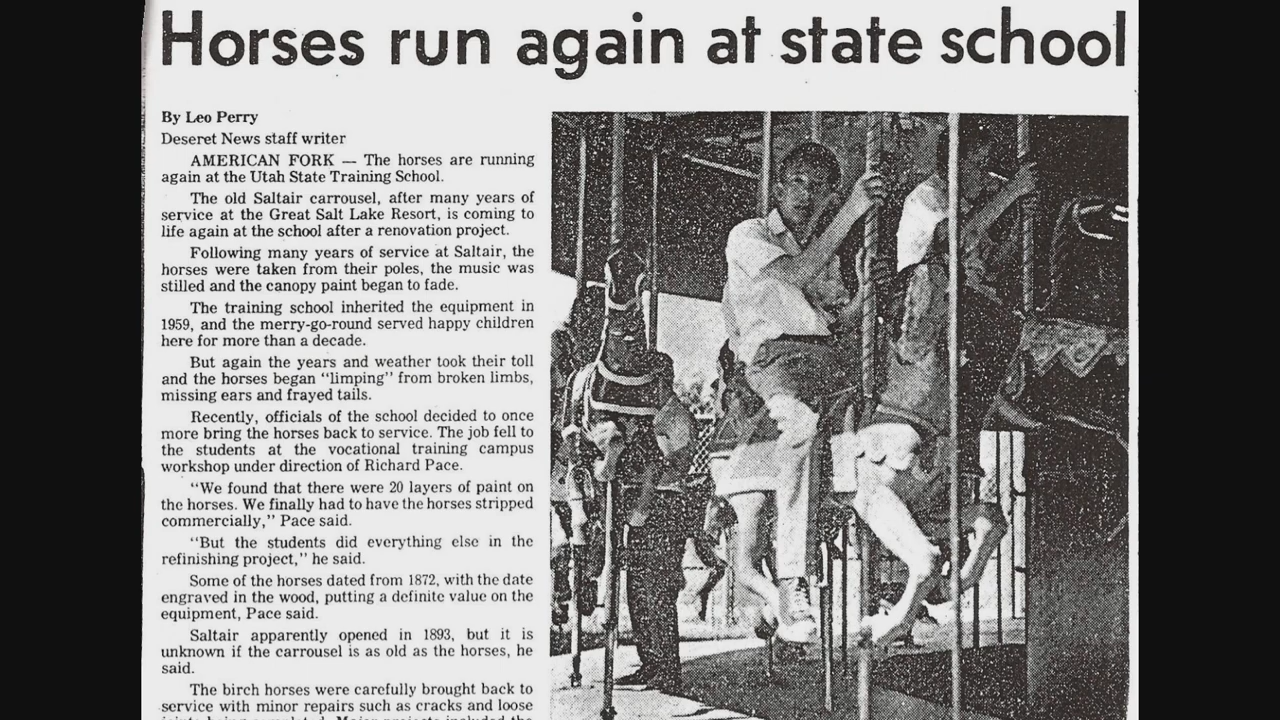 Horses run again at state school
By Leo Perry
Deseret News staff writer
AMERICAN FORK — The horses are running
again at the Utah State Training School.
The old Saltair carrousel, after many years of
service at the Great Salt Lake Resort, is coming to
life again at the school after a renovation project.
Following many years of service at Saltair, the
horses were taken from their poles, the music was
stilled and the canopy paint began to fade.
The training school inherited the equipment in
1959, and the merry-go-round served happy children
here for more than a decade.
But again the years and weather took their toll
and the horses began "limping" from broken limbs,
missing ears and frayed tails.
Recently, officials of the school decided to once
more bring the horses back to service. The job fell to
the students at the vocational training campus
workshop under direction of Richard Pace.
"We found that there were 20 layers of paint on
the horses. We finally had to have the horses stripped
commercially," Pace said.
"But the students did everything else in the
refinishing project," he said.
Some of the horses dated from 1872, with the date
engraved in the wood, putting a definite value on the
equipment, Pace said.
Saltair apparently opened in 1893, but it is
unknown if the carrousel is as old as the horses, he
said.
The birch horses were carefully brought back to
service with minor repairs such as cracks and loose